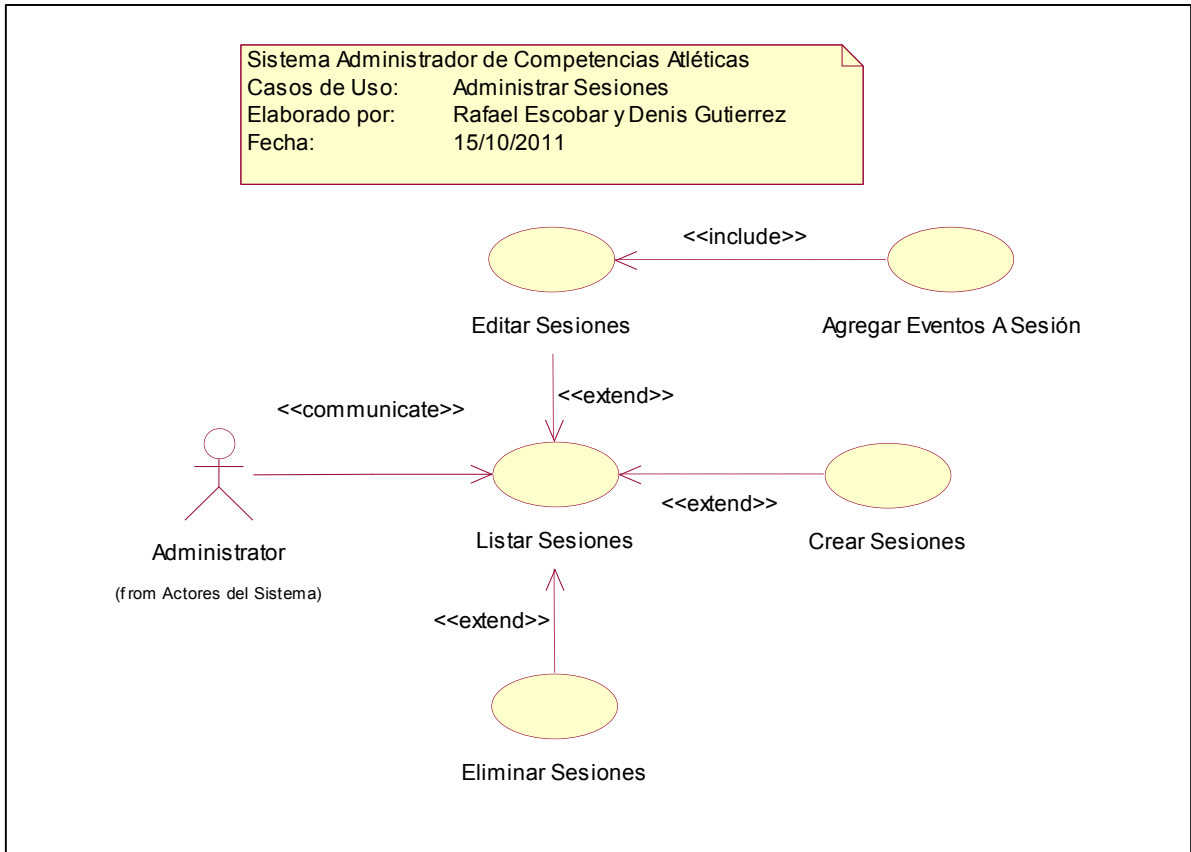 Sistema Administrador de Competencias Atléticas
Casos de Uso: Administrar Sesiones
Elaborado por: Rafael Escobar y Denis Gutierrez
Fecha: 15/10/2011
<<include>>
Editar Sesiones
Agregar Eventos A Sesión
<<extend>>
<<communicate>>
<<extend>>
Listar Sesiones
Crear Sesiones
Administrator
(from Actores del Sistema)
<<extend>>
Eliminar Sesiones